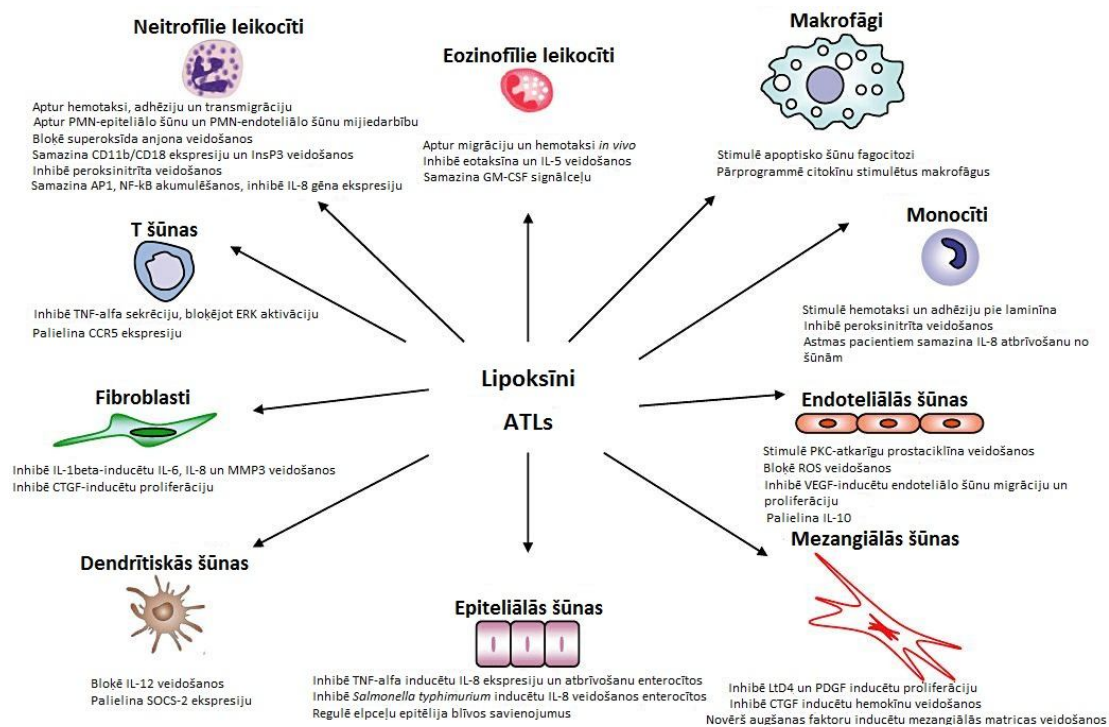 Neitrofīlie leikocīti
Aptur hemotaksi, adhēziju un transmigrāciju
Aptur PMN-epiteliālo šūnu un PMN-endoteliālo šūnu mijiedarbību
Bloķē superoksīda anjona veidošanos
Samazina CD11b/CD18 ekspresiju un InsP3 veidošanos
Inhibē peroksinitrīta veidošanos
Samazina AP1, NF-kB akumulēšanos, inhibē IL-8 gēna ekspresiju
Eozinofīlie leikocīti
Aptur migrāciju un hemotaksi in vivo
Inhibē eotaksīna un IL-5 veidošanos
Samazina GM-CSF signālceļu
Makrofāgi
Stimulē apoptisko šūnu fagocitozi
Pārprogrammē citokīnu stimulētus makrofāgus
T šūnas
Inhibē TNF-alfa sekrēciju, bloķējot ERK aktivāciju
Palielina CCR5 ekspresiju
Monocīti
Stimulē hemotaksi un adhēziju pie laminīna
Inhibē peroksinitrīta veidošanos
Astmas pacientiem samazina IL-8 atbrīvošanu no
šūnām
Lipoksīni
ATLs
Fibroblasti
Inhibē IL-1beta-inducētu IL-6, IL-8 un MMP3 veidošanos
Inhibē CTGF-inducētu proliferāciju
Endoteliālās šūnas
Stimulē PKC-atkarīgu prostaciklīna veidošanos
Bloķē ROS veidošanos
Inhibē VEGF-inducētu endoteliālo šūnu migrāciju un
proliferāciju
Palielina IL-10
Dendrītiskās šūnas
Bloķē IL-12 veidošanos
Palielina SOCS-2 ekspresiju
Epiteliālās šūnas
Inhibē TNF-alfa inducētu IL-8 ekspresiju un atbrīvošanu enterocītos
Inhibē Salmonella typhimurium inducētu IL-8 veidošanos enterocītos
Regulē elpceļu epitēlija blīvos savienojumus
Mezangiālās šūnas
Inhibē LtD4 un PDGF inducētu proliferāciju
Inhibē CTGF inducētu hemokīnu veidošanos
Novērš augšanas faktoru inducētu mezangiālās matricas veidošanos